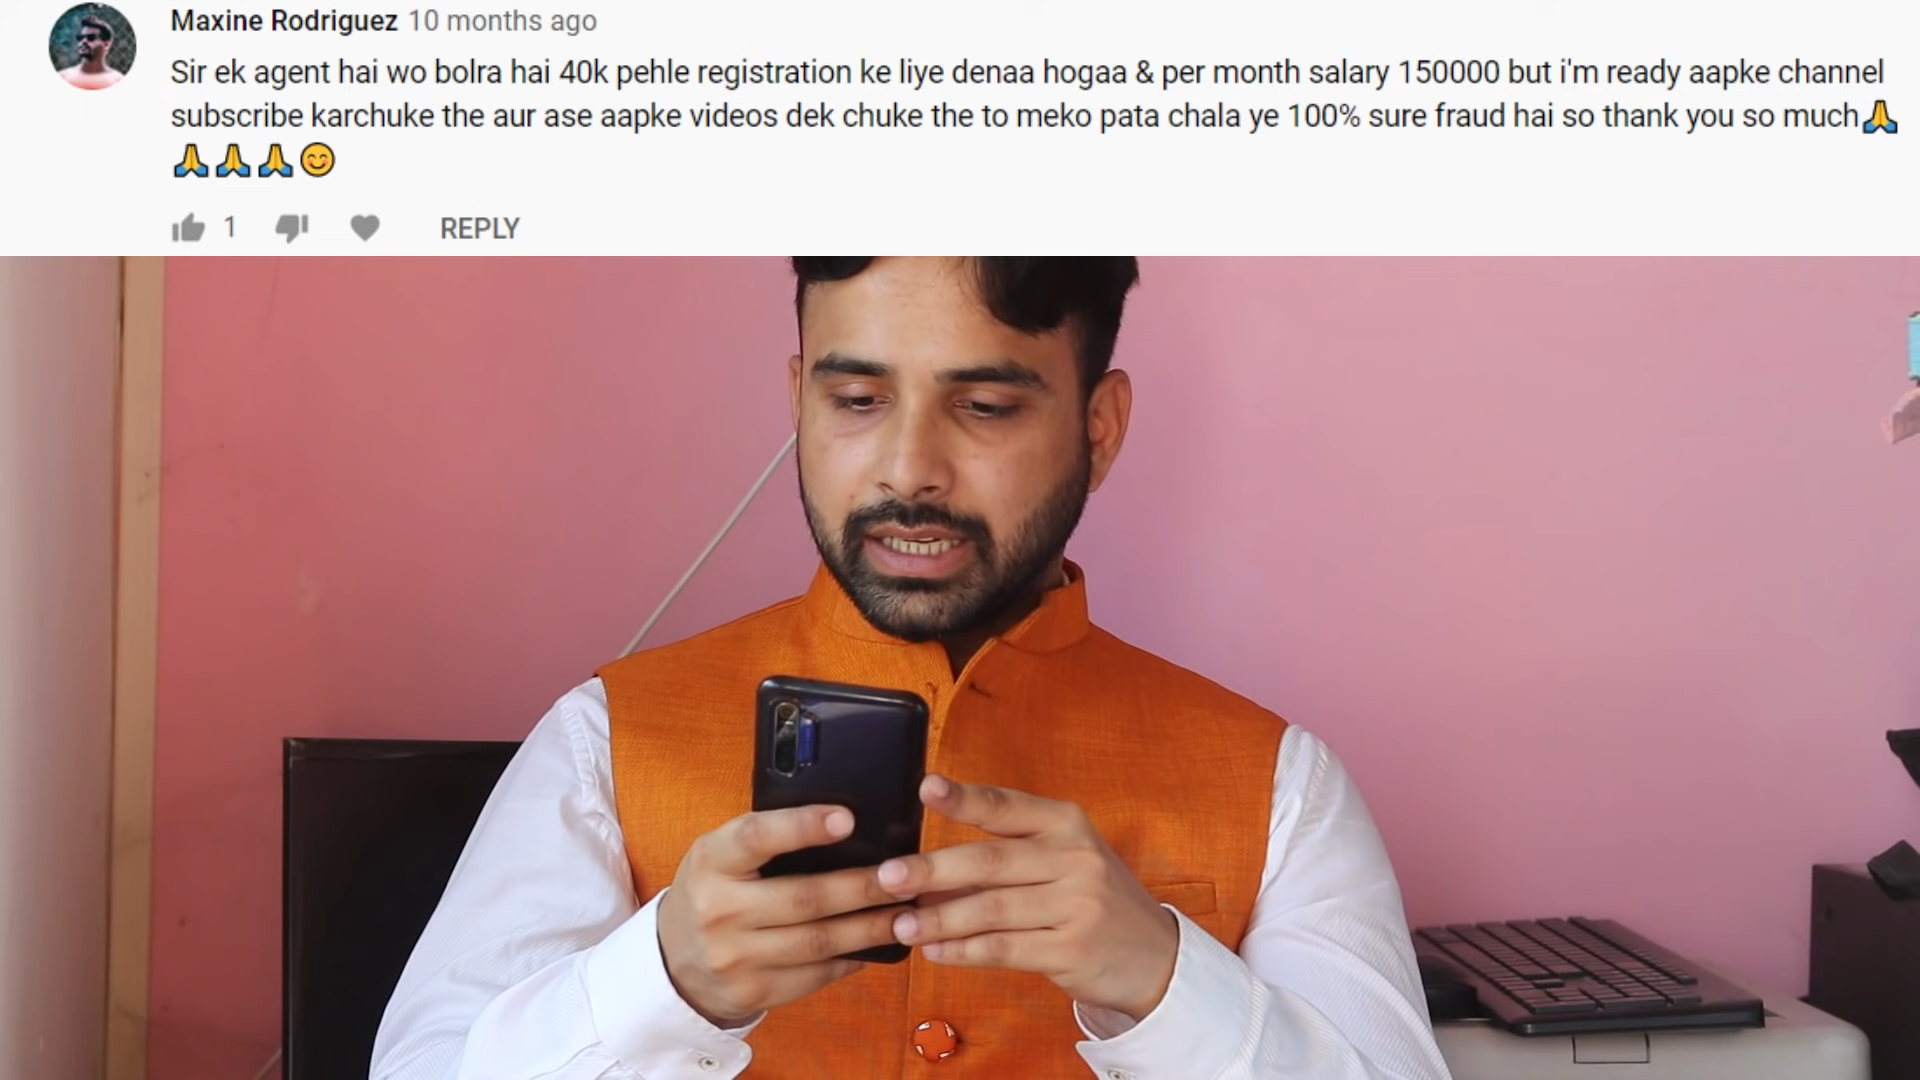 Maxine Rodriguez 10 months ago
Sir ek agent hai wo bolra hai 40k pehle registration ke liye denaa hogaa & per month salary 150000 but i'm ready aapke channel
subscribe karchuke the aur ase aapke videos dek chuke the to meko pata chala ye 100% sure fraud hai so thank you so much🙏
🙏🙏🙏😊
1 REPLY